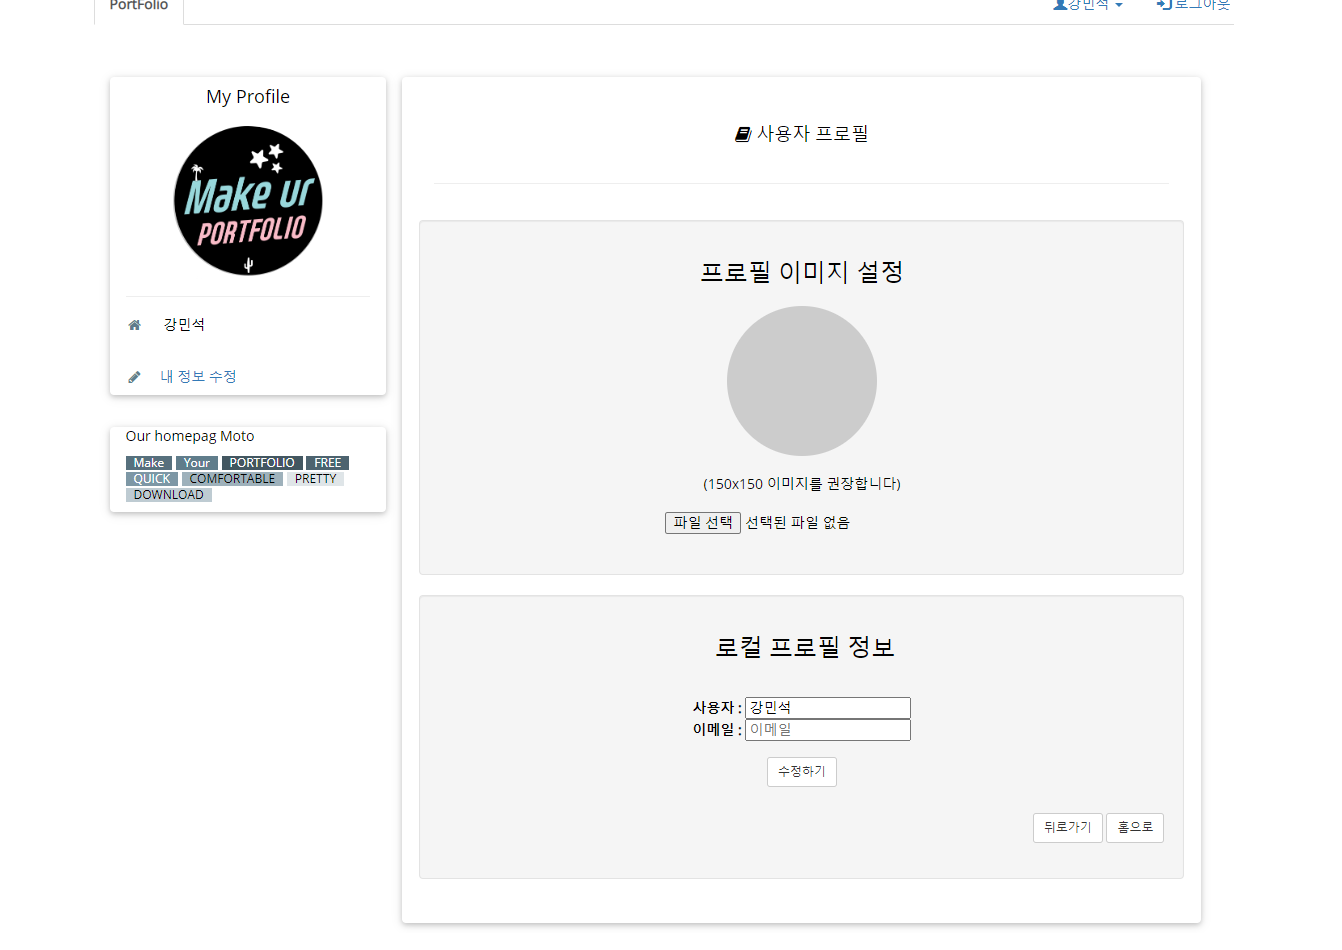 PortFolio
강민석
로그아웃
My Profile
Make ur
PORTFOLIO
강민석
내 정보 수정
Our homepag Moto
Make Your PORTFOLIO FREE
QUICK COMFORTABLE PRETTY
DOWNLOAD
사용자 프로필
프로필 이미지 설정
(150x150 이미지를 권장합니다)
파일 선택 선택된 파일 없음
로컬 프로필 정보
사용자 : 강민석
이메일 : 이메일
수정하기
뒤로가기 홈으로